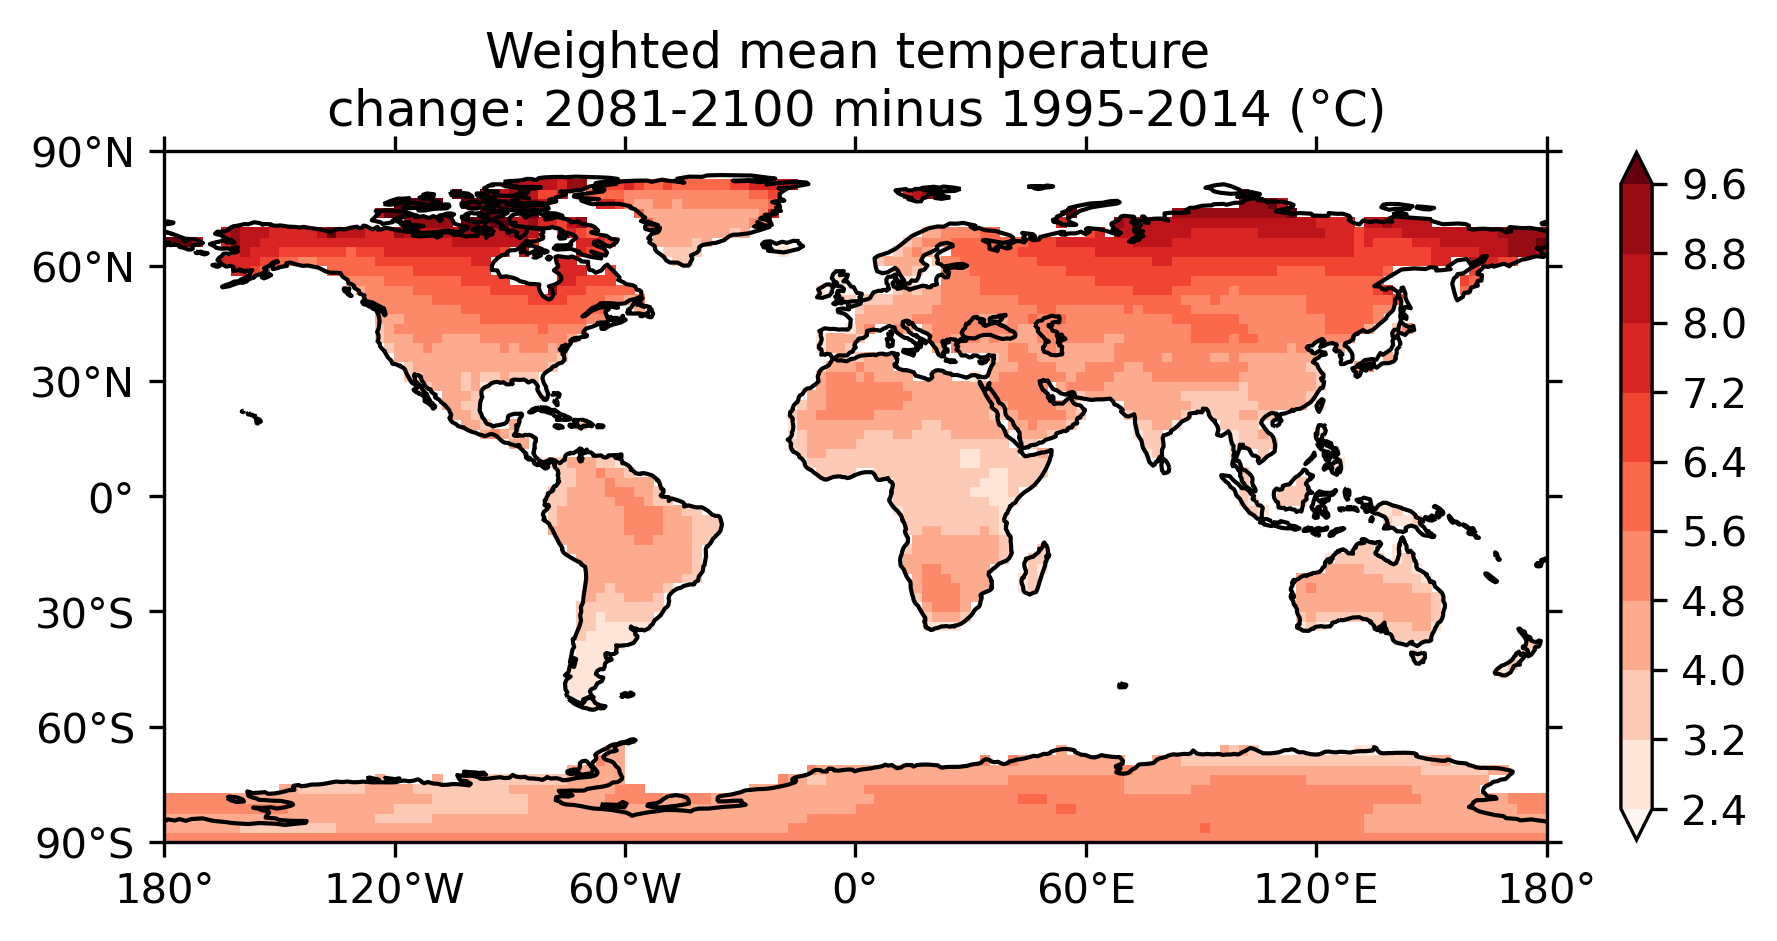 Weighted mean temperature
change: 2081-2100 minus 1995-2014 (°C)
90°N
60°N
30°N
0°
30°S
60°S
90°S
180°
120°W
60°W
0°
60°E
120°E
180°
9.6
8.8
8.0
7.2
6.4
5.6
4.8
4.0
3.2
2.4